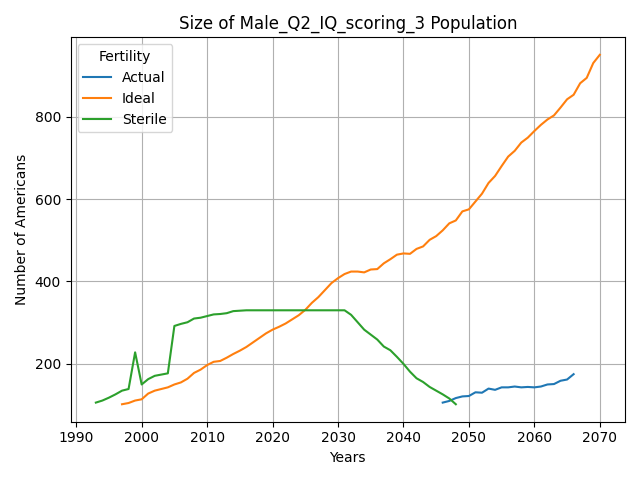 Size of Male_Q2_IQ_scoring_3 Population
Fertility
Actual
Ideal
Sterile
Number of Americans
800
600
400
200
1990 2000 2010 2020 2030 2040 2050 2060 2070
Years